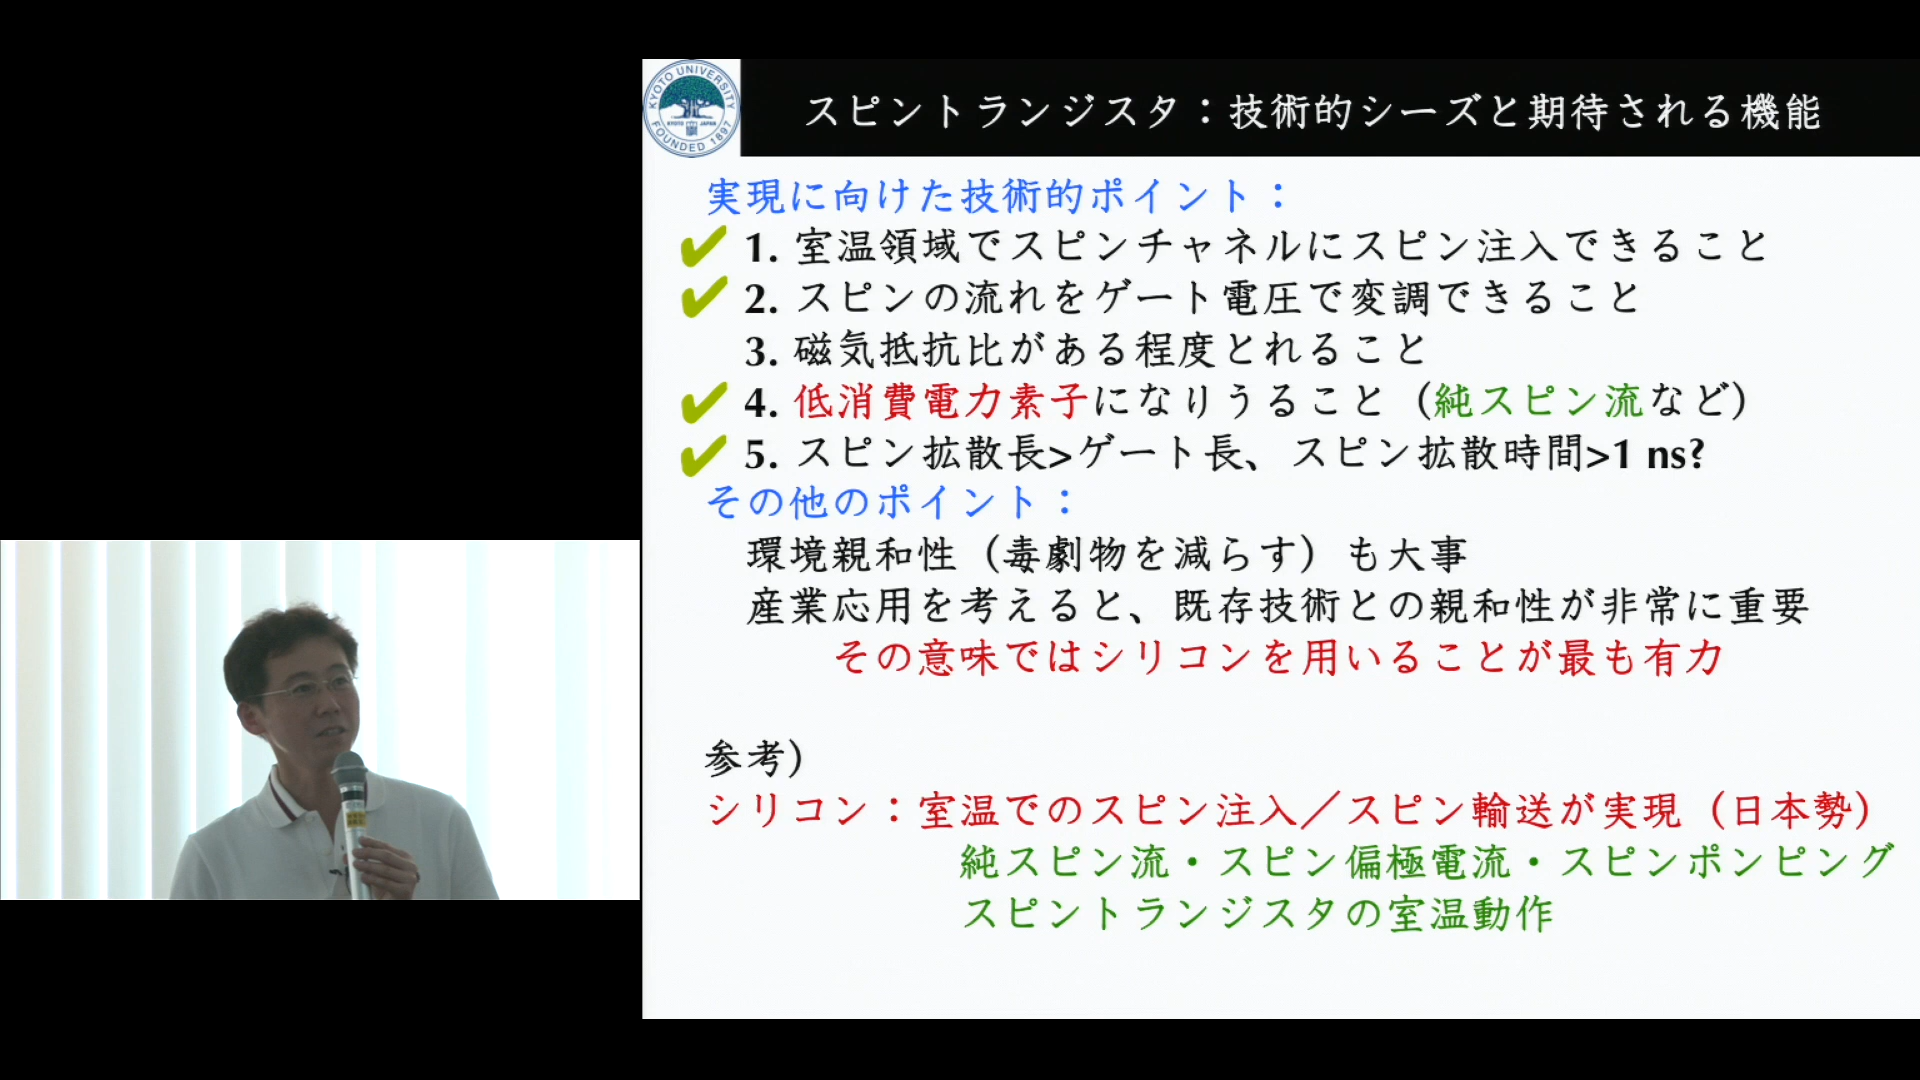 KYOTO UNIVERSITY
KYOTO JAPAN
FOUNDED 1897
スピントランジスタ：技術的シーズと期待される機能
実現に向けた技術的ポイント：
✔ 1. 室温領域でスピンチャネルにスピン注入できること
✔ 2. スピンの流れをゲート電圧で変調できること
3. 磁気抵抗比がある程度とれること
✔ 4. 低消費電力素子になりうること（純スピン流など）
✔ 5. スピン拡散長>ゲート長、スピン拡散時間>1 ns?
その他のポイント：
環境親和性（毒劇物を減らす）も大事
産業応用を考えると、既存技術との親和性が非常に重要
その意味ではシリコンを用いることが最も有力
参考）
シリコン：室温でのスピン注入／スピン輸送が実現（日本勢）
純スピン流・スピン偏極電流・スピンポンピング
スピントランジスタの室温動作